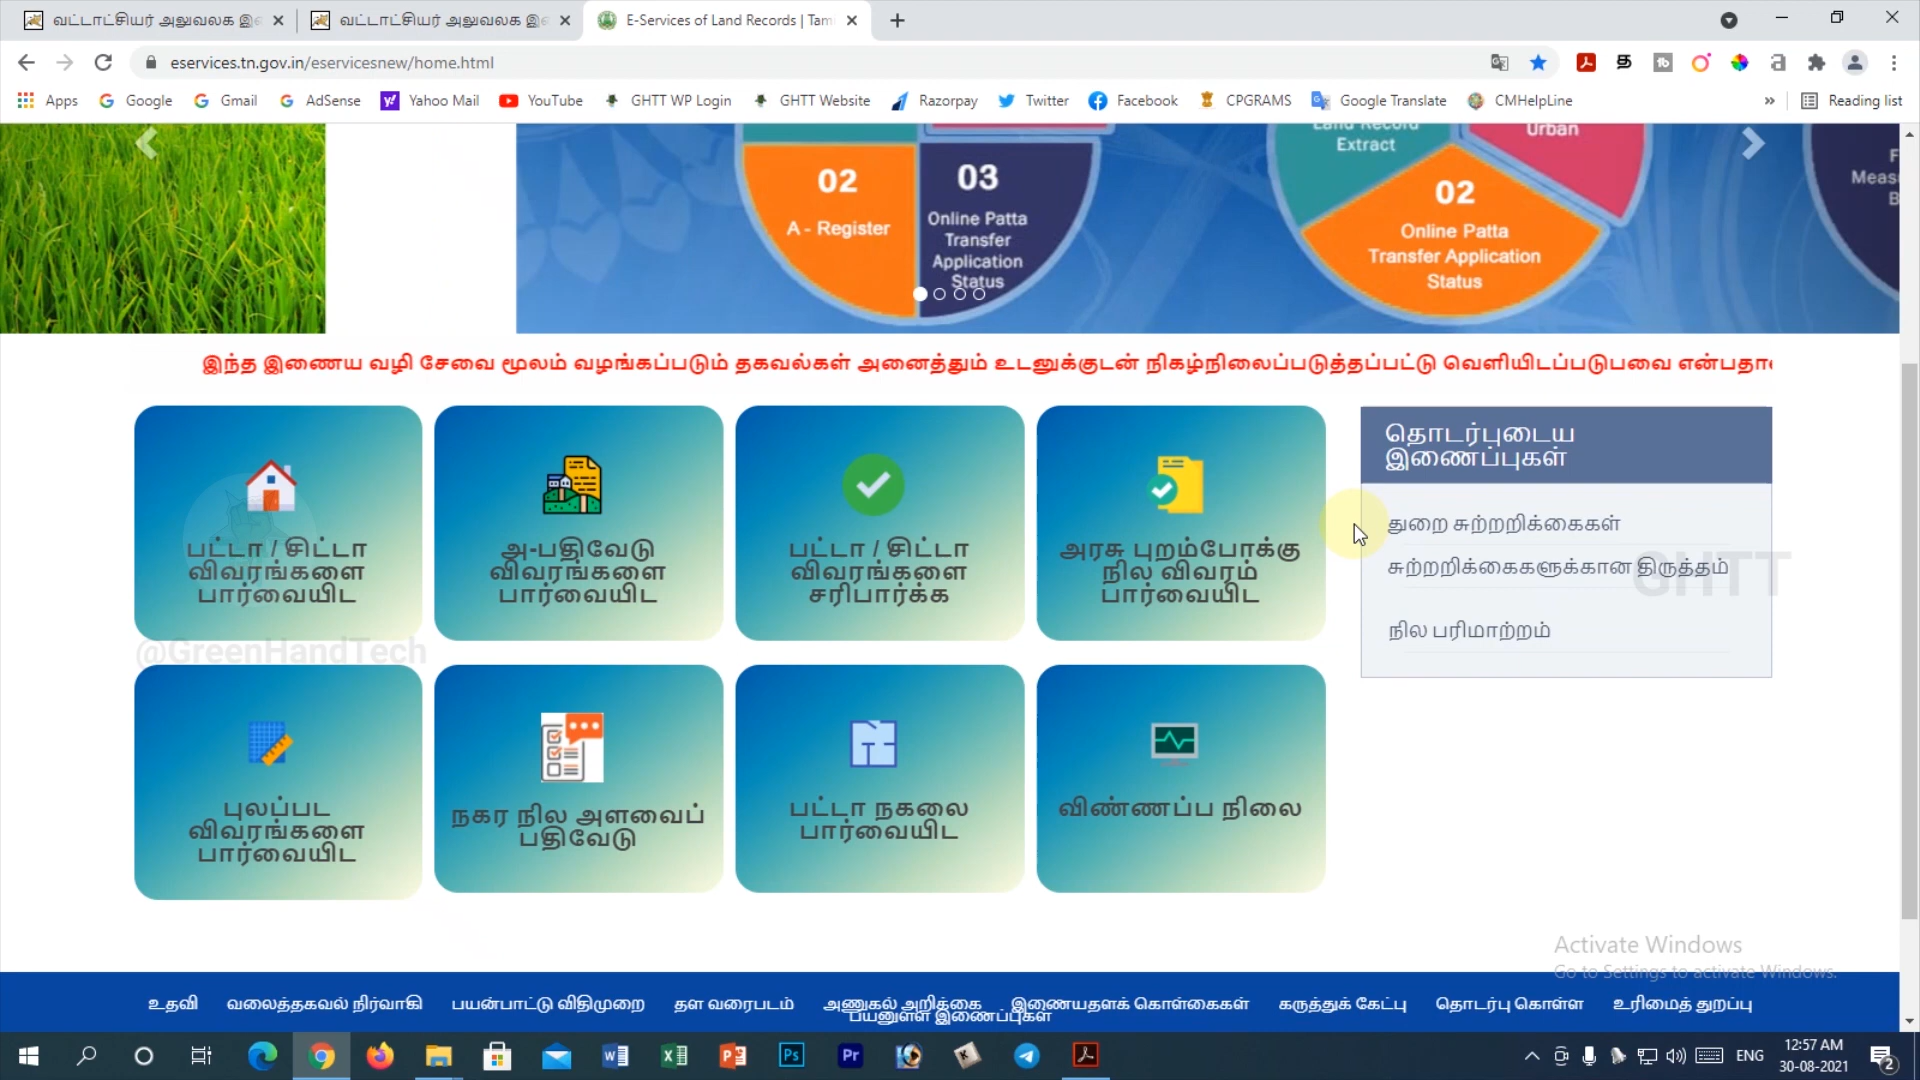 வட்டாட்சியர் அலுவலக இ
வட்டாட்சியர் அலுவலக இ
E-Services of Land Records | Tami
eservices.tn.gov.in/eservicesnew/home.html
Apps Google Gmail AdSense Yahoo Mail YouTube GHTT WP Login GHTT Website Razorpay Twitter Facebook CPGRAMS Google Translate CMHelpLine » Reading list
02
A - Register
03
Online Patta
Transfer
Application
Status
Land Record
Extract
Urban
02
Online Patta
Transfer Application
Status
இந்த இணைய வழி சேவை மூலம் வழங்கப்படும் தகவல்கள் அனைத்தும் உடனுக்குடன் நிகழ்நிலைப்படுத்தப்பட்டு வெளியிடப்படுபவை
பட்டா / சிட்டா
விவரங்களை
பார்வையிட
அ-பதிவேடு
விவரங்களை
பார்வையிட
பட்டா / சிட்டா
விவரங்களை
சரிபார்க்க
அரசு புறம்போக்கு
நில விவரம்
பார்வையிட
தொடர்புடைய
இணைப்புகள்
துறை சுற்றறிக்கைகள்
சுற்றறிக்கைகளுக்கான திருத்தம்
நில பரிமாற்றம்
GHTT
@GreenHandTech
புலப்பட
விவரங்களை
பார்வையிட
நகர நில அளவைப்
பதிவேடு
பட்டா நகலை
பார்வையிட
விண்ணப்ப நிலை
Activate Windows
Go to Settings to activate Windows.
உதவி வலைத்தகவல் நிர்வாகி பயன்பாட்டு விதிமுறை தள வரைபடம் அணுகல் அறிக்கை இணையதளக் கொள்கைகள் கருத்துக் கேட்பு தொடர்பு கொள்ள உரிமைத் துறப்பு
பயனுள்ள இணைப்புகள்
ENG
12:57 AM
30-08-2021
2